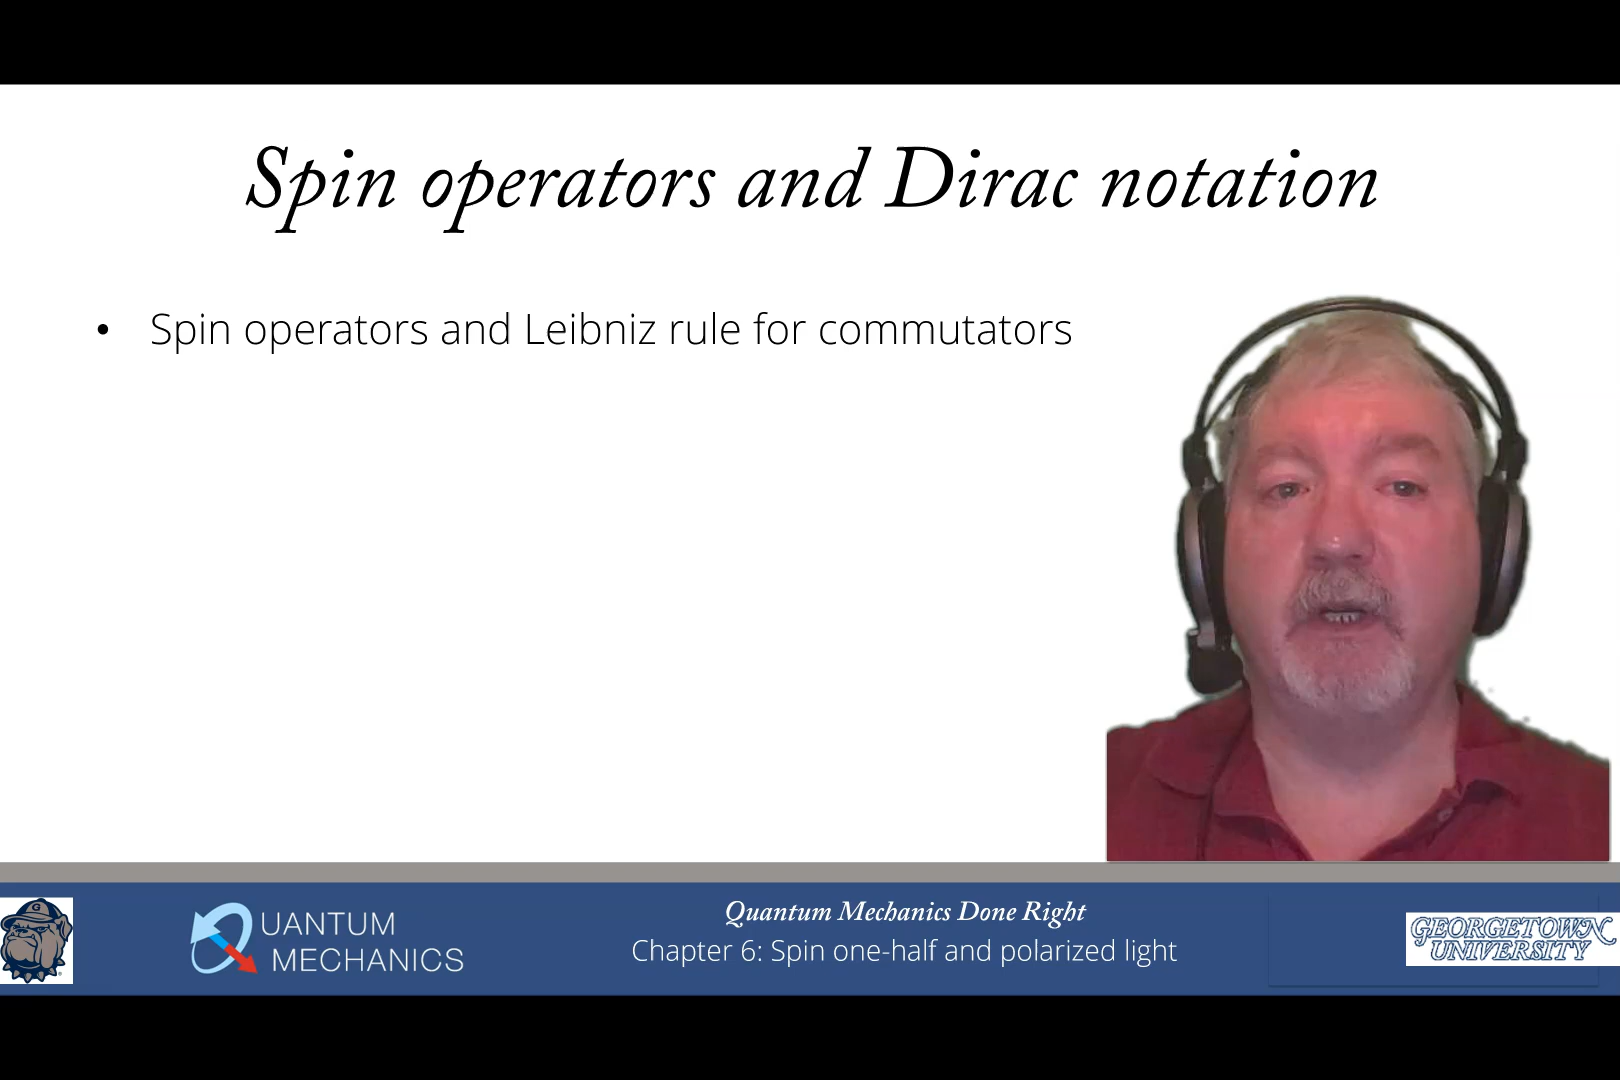 Spin operators and Dirac notation
• Spin operators and Leibniz rule for commutators
G
QUANTUM
MECHANICS
Quantum Mechanics Done Right
Chapter 6: Spin one-half and polarized light
GEORGETOWN
UNIVERSITY